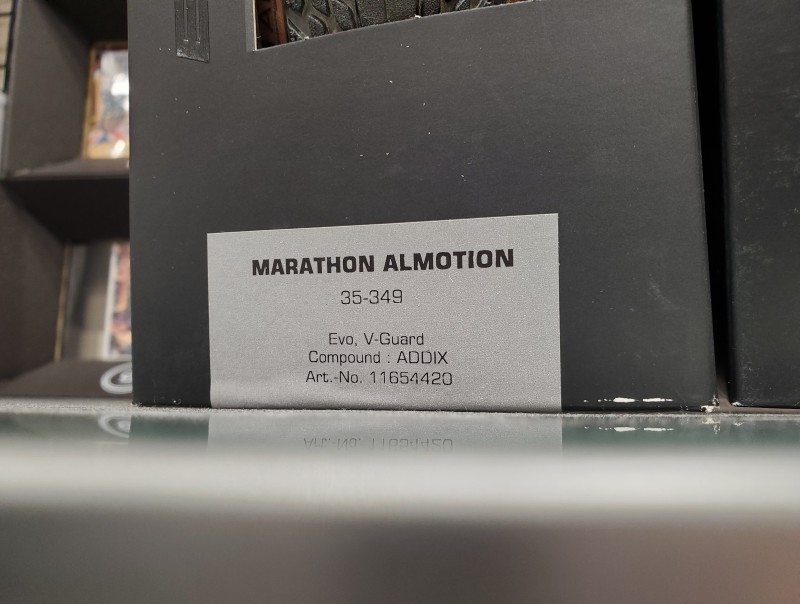 MARATHON ALMOTION
35-349
Evo, V-Guard
Compound : ADDIX
Art.-No. 11654420